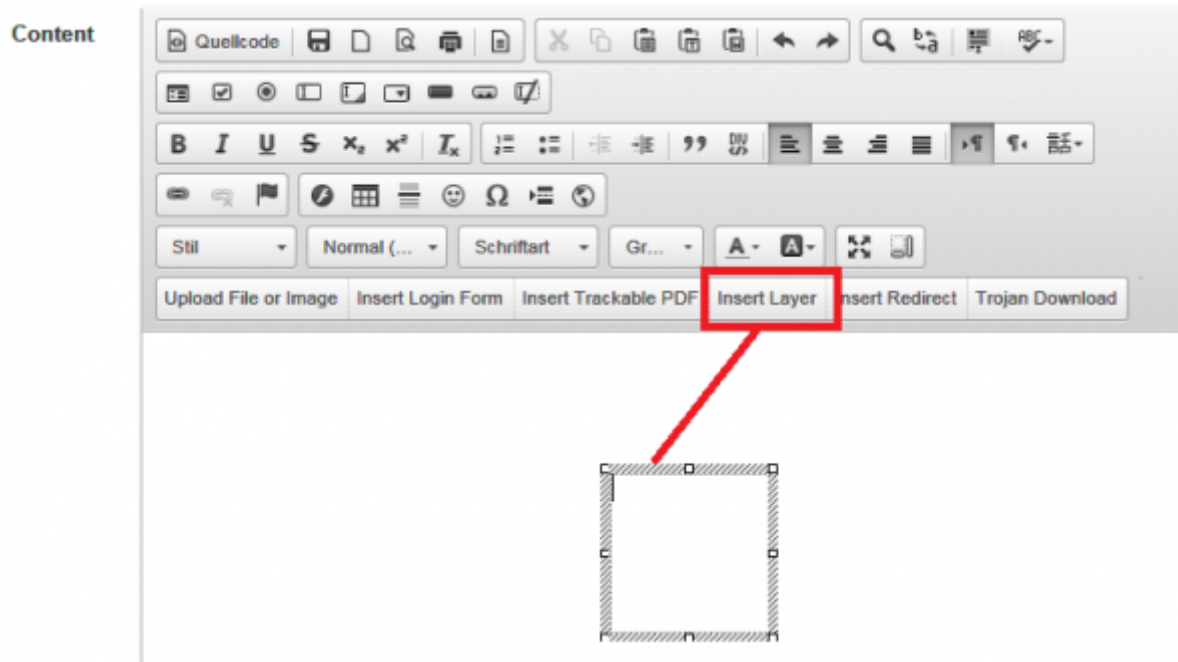 Content
Quellcode
Stil Normal (... Schriftart Gr...
Upload File or Image Insert Login Form Insert Trackable PDF Insert Layer nsert Redirect Trojan Download